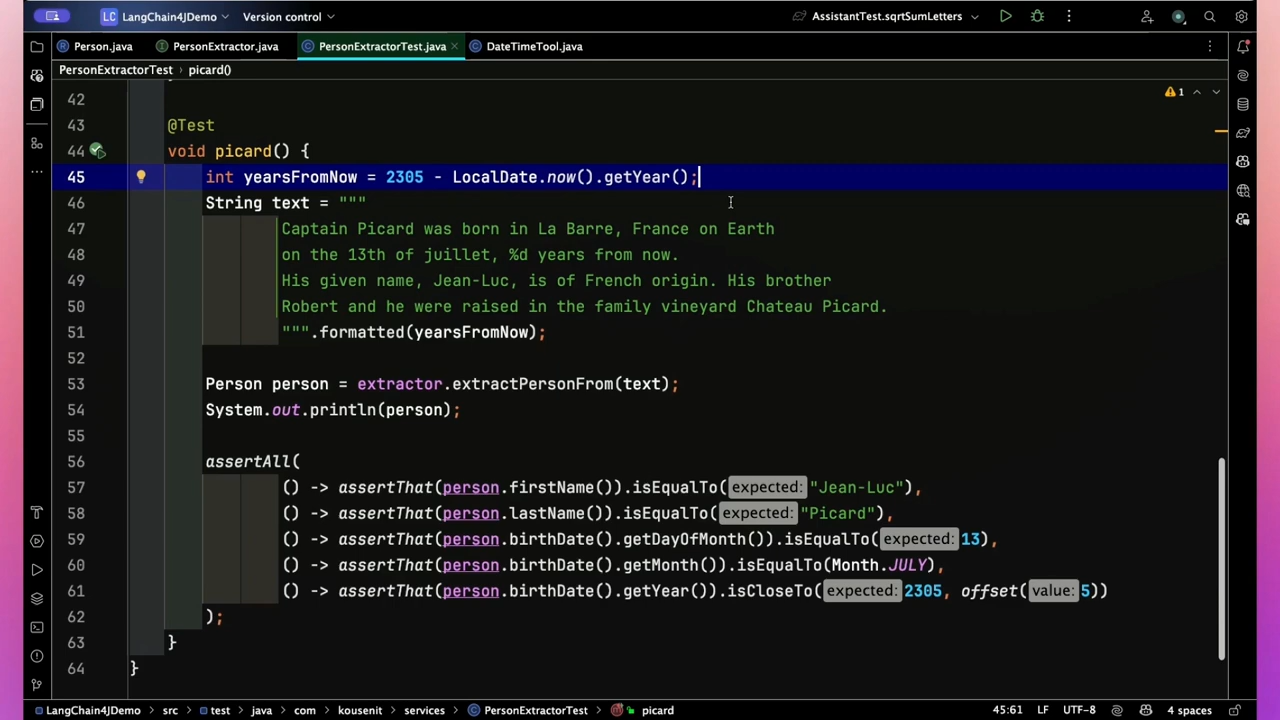 LC LangChain4JDemo Version control AssistantTest.sqrtSumLetters
Person.java PersonExtractor.java PersonExtractorTest.java DateTimeTool.java
PersonExtractorTest picard()
42 1
43 @Test
44 void picard() {
45 int yearsFromNow = 2305 - LocalDate.now().getYear();
46 String text = """
47 Captain Picard was born in La Barre, France on Earth
48 on the 13th of juillet, %d years from now.
49 His given name, Jean-Luc, is of French origin. His brother
50 Robert and he were raised in the family vineyard Chateau Picard.
51 """.formatted(yearsFromNow);
52
53 Person person = extractor.extractPersonFrom(text);
54 System.out.println(person);
55
56 assertAll(
57 () -> assertThat(person.firstName()).isEqualTo( expected: "Jean-Luc"),
58 () -> assertThat(person.lastName()).isEqualTo( expected: "Picard"),
59 () -> assertThat(person.birthDate().getDayOfMonth()).isEqualTo( expected: 13),
60 () -> assertThat(person.birthDate().getMonth()).isEqualTo(Month.JULY),
61 () -> assertThat(person.birthDate().getYear()).isCloseTo( expected: 2305, offset( value: 5))
62 );
63 }
64 }
LangChain4JDemo src test java com kousenit services PersonExtractorTest picard 45:61 LF UTF-8 4 spaces